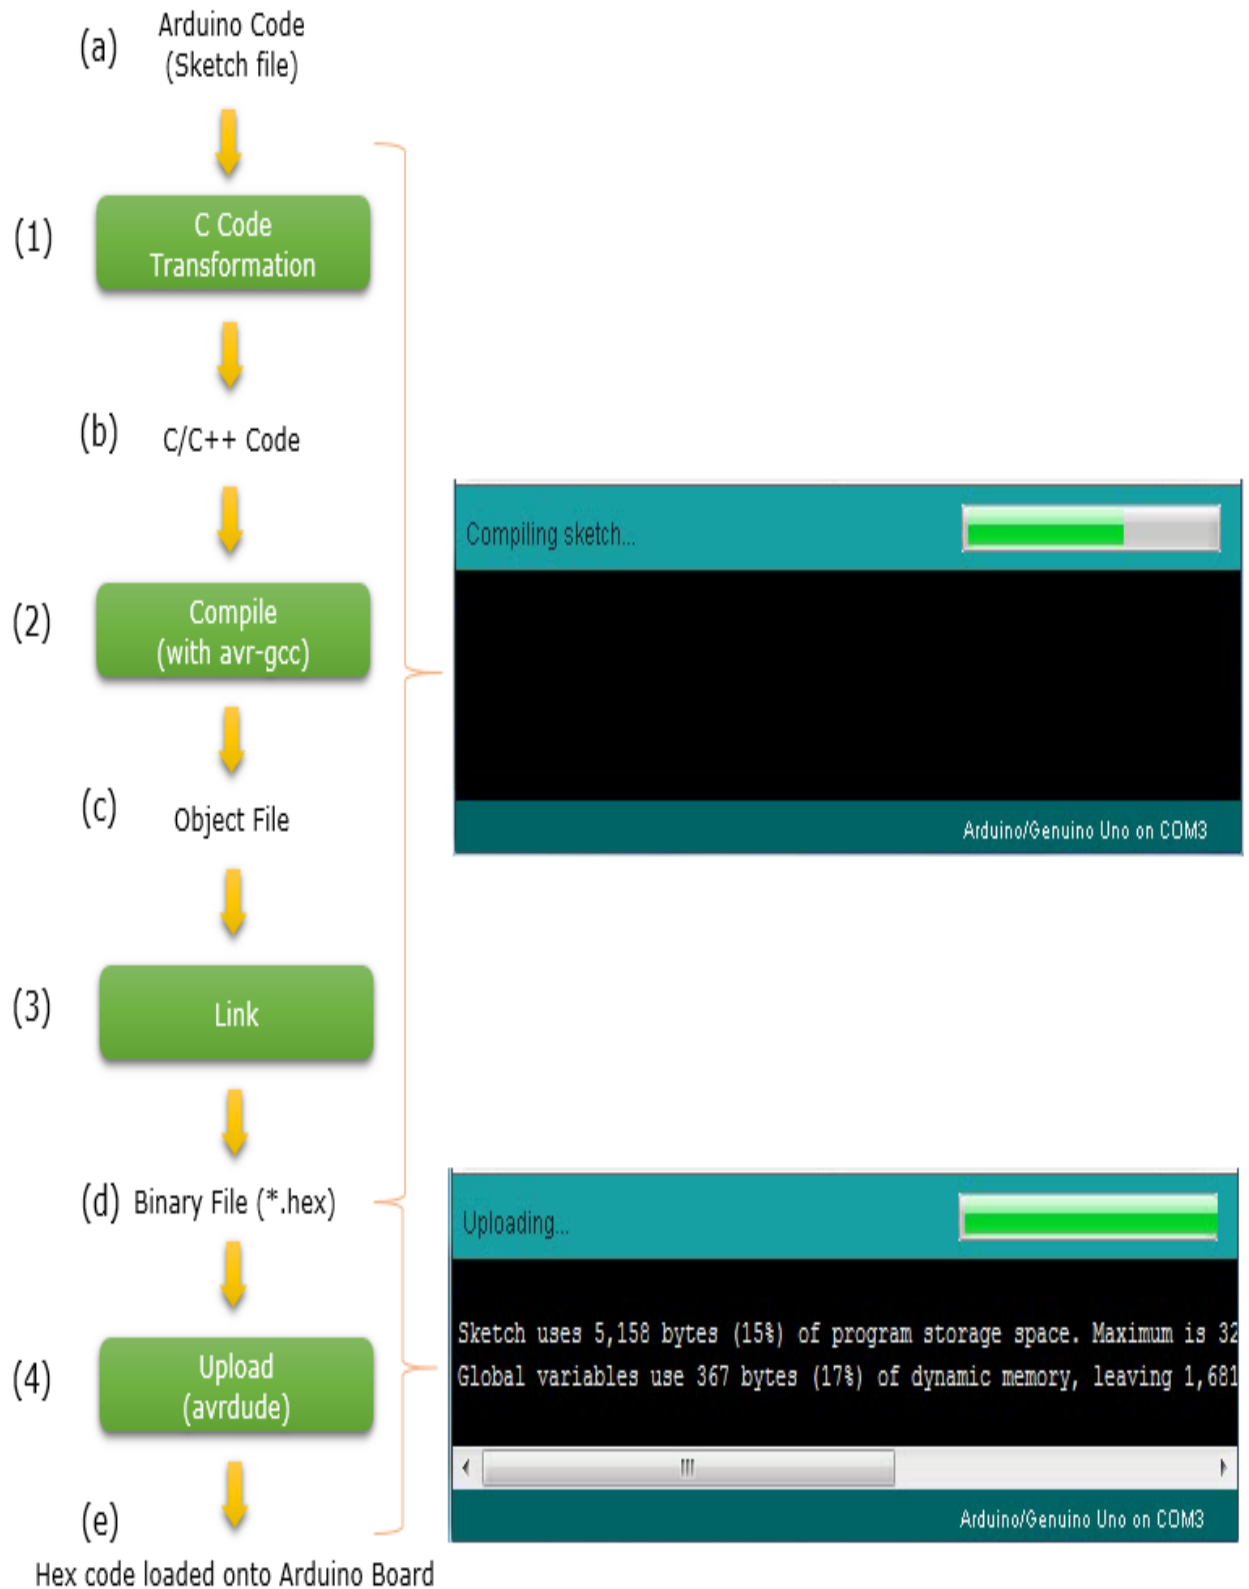 (a) Arduino Code
(Sketch file)
(1) C Code
Transformation
(b) C/C++ Code
(2) Compile
(with avr-gcc)
(c) Object File
(3) Link
(d) Binary File (*.hex)
(4) Upload
(avrdude)
(e)
Hex code loaded onto Arduino Board
Compiling sketch...
Arduino/Genuino Uno on COM3
Uploading...
Sketch uses 5,158 bytes (15%) of program storage space. Maximum is 32
Global variables use 367 bytes (17%) of dynamic memory, leaving 1,681
Arduino/Genuino Uno on COM3